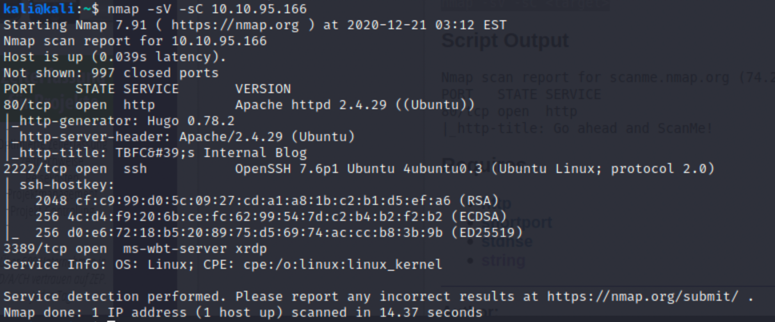 kali@kali:~$ nmap -sV -sC 10.10.95.166
Starting Nmap 7.91 ( https://nmap.org ) at 2020-12-21 03:12 EST
Nmap scan report for 10.10.95.166
Host is up (0.039s latency).
Not shown: 997 closed ports
PORT     STATE SERVICE       VERSION
80/tcp   open  http          Apache httpd 2.4.29 ((Ubuntu))
|_http-generator: Hugo 0.78.2
|_http-server-header: Apache/2.4.29 (Ubuntu)
|_http-title: TBFC&#39;s Internal Blog
2222/tcp open  ssh           OpenSSH 7.6p1 Ubuntu 4ubuntu0.3 (Ubuntu Linux; protocol 2.0)
| ssh-hostkey:
|   2048 cf:c9:99:d0:5c:09:27:cd:a1:a8:1b:c2:b1:d5:ef:a6 (RSA)
|   256 4c:d4:f9:20:6b:ce:fc:62:99:54:7d:c2:b4:b2:f2:b2 (ECDSA)
|_  256 d0:e6:72:18:b5:20:89:75:d5:69:74:ac:cc:b8:3b:9b (ED25519)
3389/tcp open  ms-wbt-server xrdp
Service Info: OS: Linux; CPE: cpe:/o:linux:linux_kernel
Service detection performed. Please report any incorrect results at https://nmap.org/submit/ .
Nmap done: 1 IP address (1 host up) scanned in 14.37 seconds
Script Output
Nmap scan report for scanme.nmap.org (74.2
PORT   STATE SERVICE
80/tcp open  http
|_http-title: Go ahead and ScanMe!
string